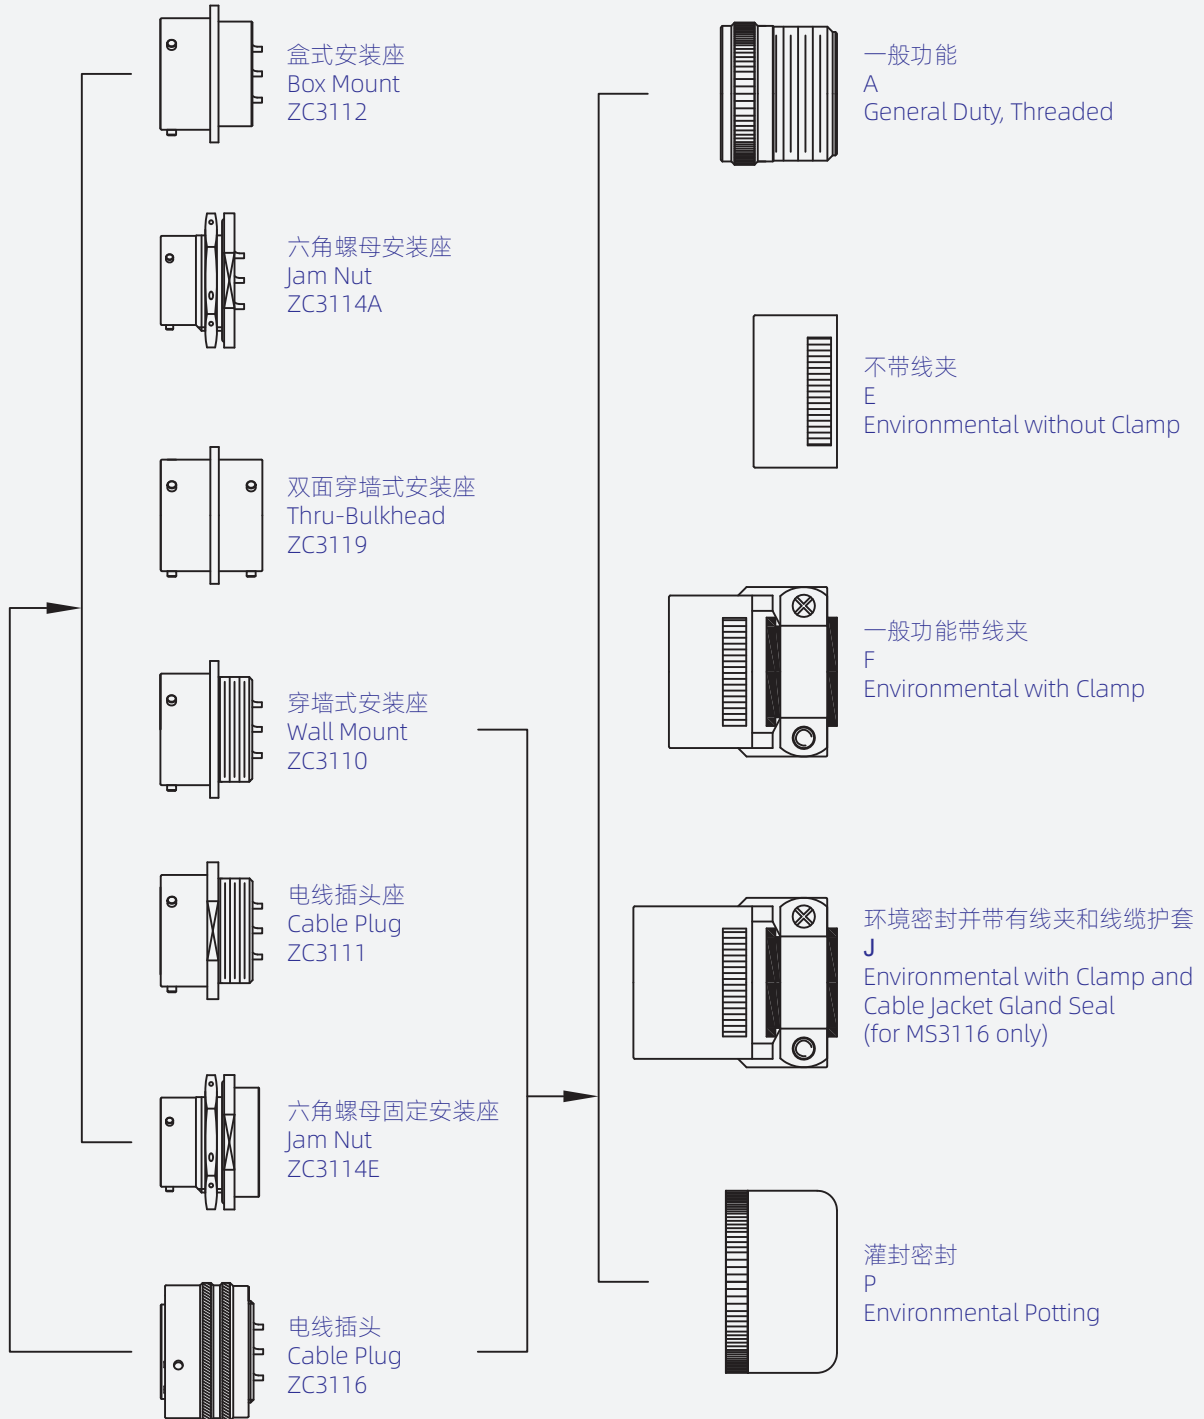 盒式安装座
Box Mount
ZC3112
六角螺母安装座
Jam Nut
ZC3114A
双面穿墙式安装座
Thru-Bulkhead
ZC3119
穿墙式安装座
Wall Mount
ZC3110
电线插头座
Cable Plug
ZC3111
六角螺母固定安装座
Jam Nut
ZC3114E
电线插头
Cable Plug
ZC3116
一般功能
A
General Duty, Threaded
不带线夹
E
Environmental without Clamp
一般功能带线夹
F
Environmental with Clamp
环境密封并带有线夹和线缆护套
J
Environmental with Clamp and
Cable Jacket Gland Seal
(for MS3116 only)
灌封密封
P
Environmental Potting